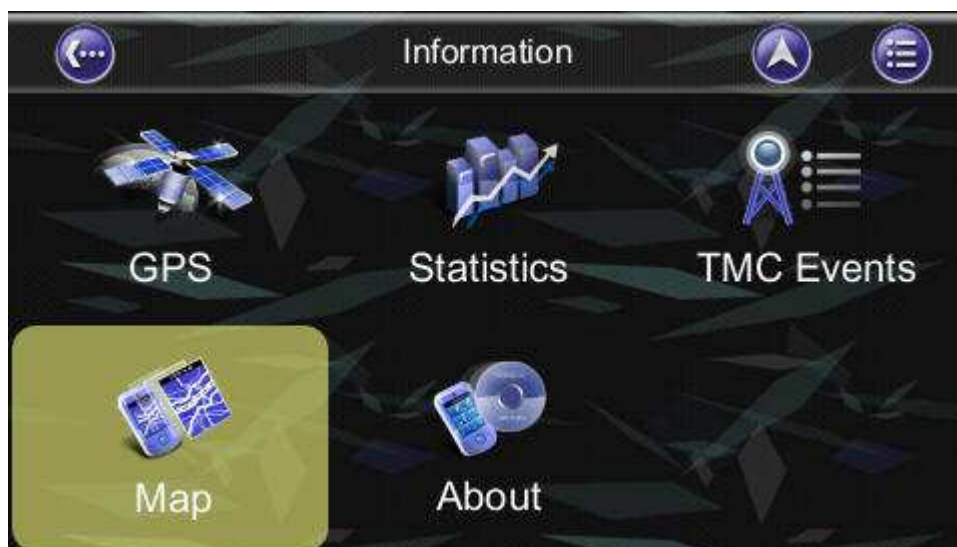 Information
GPS
Statistics
TMC Events
Map
About